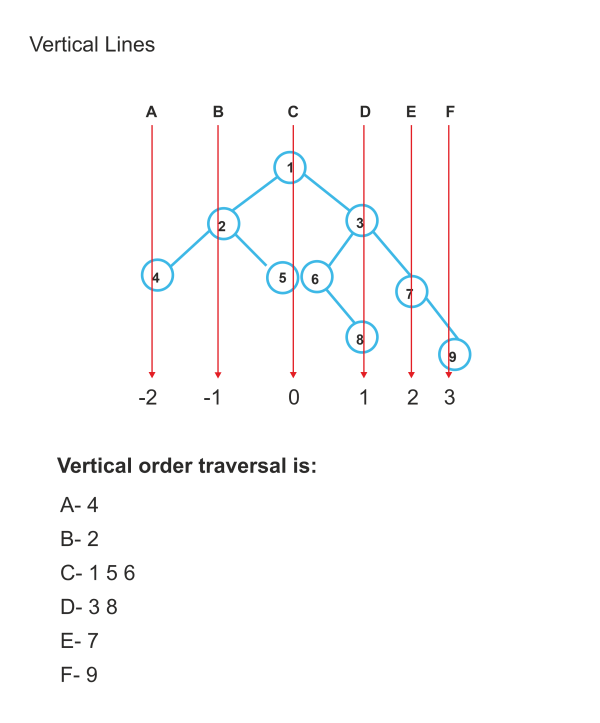 Vertical Lines
A B C D E F
1
2 3
4 5 6 7
8
9
-2 -1 0 1 2 3
Vertical order traversal is:
A- 4
B- 2
C- 1 5 6
D- 3 8
E- 7
F- 9